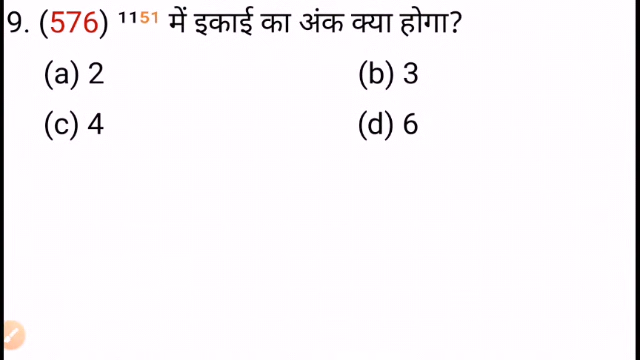 9. (576) ¹¹⁵¹ में इकाई का अंक क्या होगा?
(a) 2 (b) 3
(c) 4 (d) 6